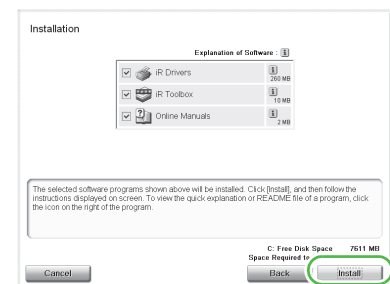 Installation
Explanation of Software :
iR Drivers
260 MB
iR Toolbox
10 MB
Online Manuals
2 MB
The selected software programs shown above will be installed. Click [Install], and then follow the
instructions displayed on screen. To view the quick explanation or README file of a program, click
the icon on the right of the program.
C: Free Disk Space 7611 MB
Space Required to
Cancel Back Install